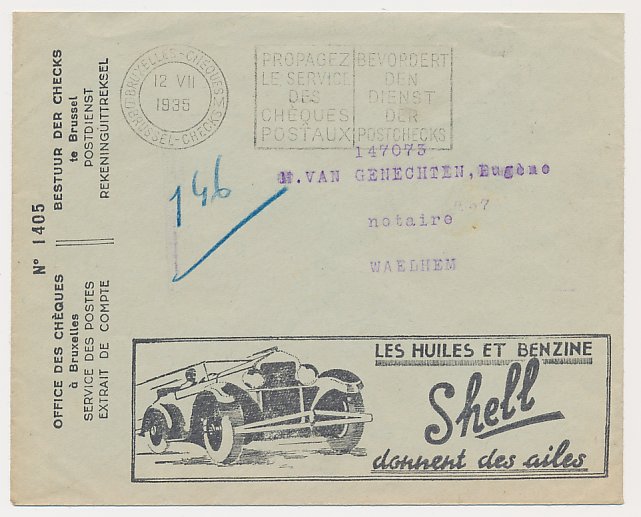 BRUXELLES-CHEQUES
12 VII
1935
BRUSSEL-CHECKS
PROPAGEZ
LE SERVICE
DES
CHÈQUES
POSTAUX
BEVORDERT
DEN
DIENST
DER
POSTCHECKS
147073
M.VAN GENECHTEN,Eugène
notaire
WAELHEM
146
N° 1405
BESTUUR DER CHECKS
te Brussel
POSTDIENST
REKENINGUITTREKSEL
OFFICE DES CHÈQUES
à Bruxelles
SERVICE DES POSTES
EXTRAIT DE COMPTE
LES HUILES ET BENZINE
Shell
donnent des ailes